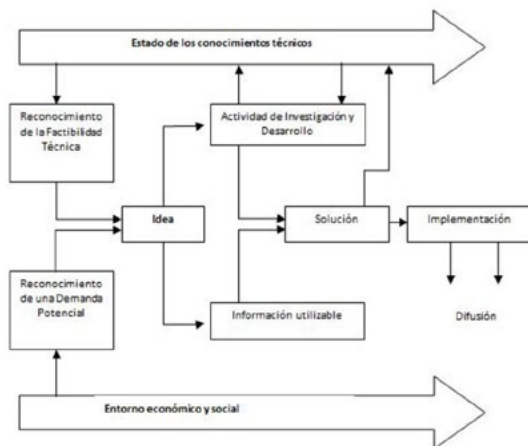 Estado de los conocimientos técnicos
Reconocimiento
de la Factibilidad
Técnica
Actividad de Investigación y
Desarrollo
Idea
Solución
Implementación
Reconocimiento
de una Demanda
Potencial
Información utilizable
Difusión
Entorno económico y social